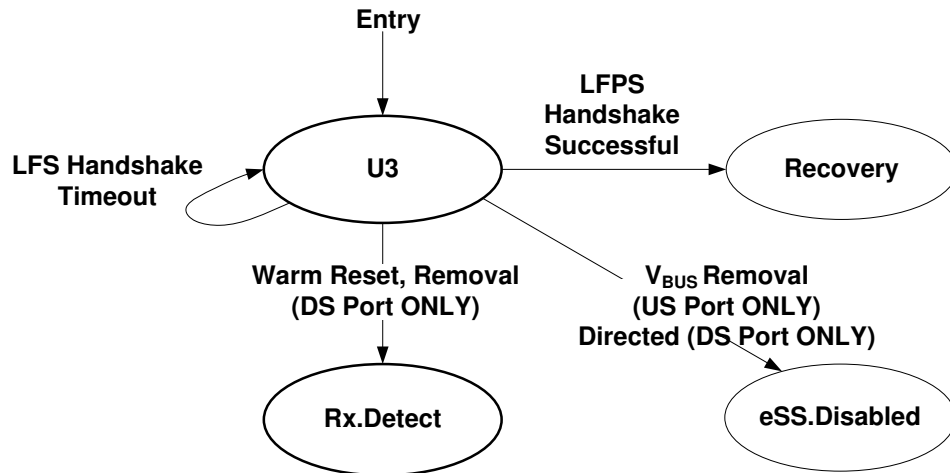 Entry
LFPS
Handshake
Successful
LFS Handshake
Timeout
U3
Recovery
Warm Reset, Removal
(DS Port ONLY)
VBUS Removal
(US Port ONLY)
Directed (DS Port ONLY)
Rx.Detect
eSS.Disabled